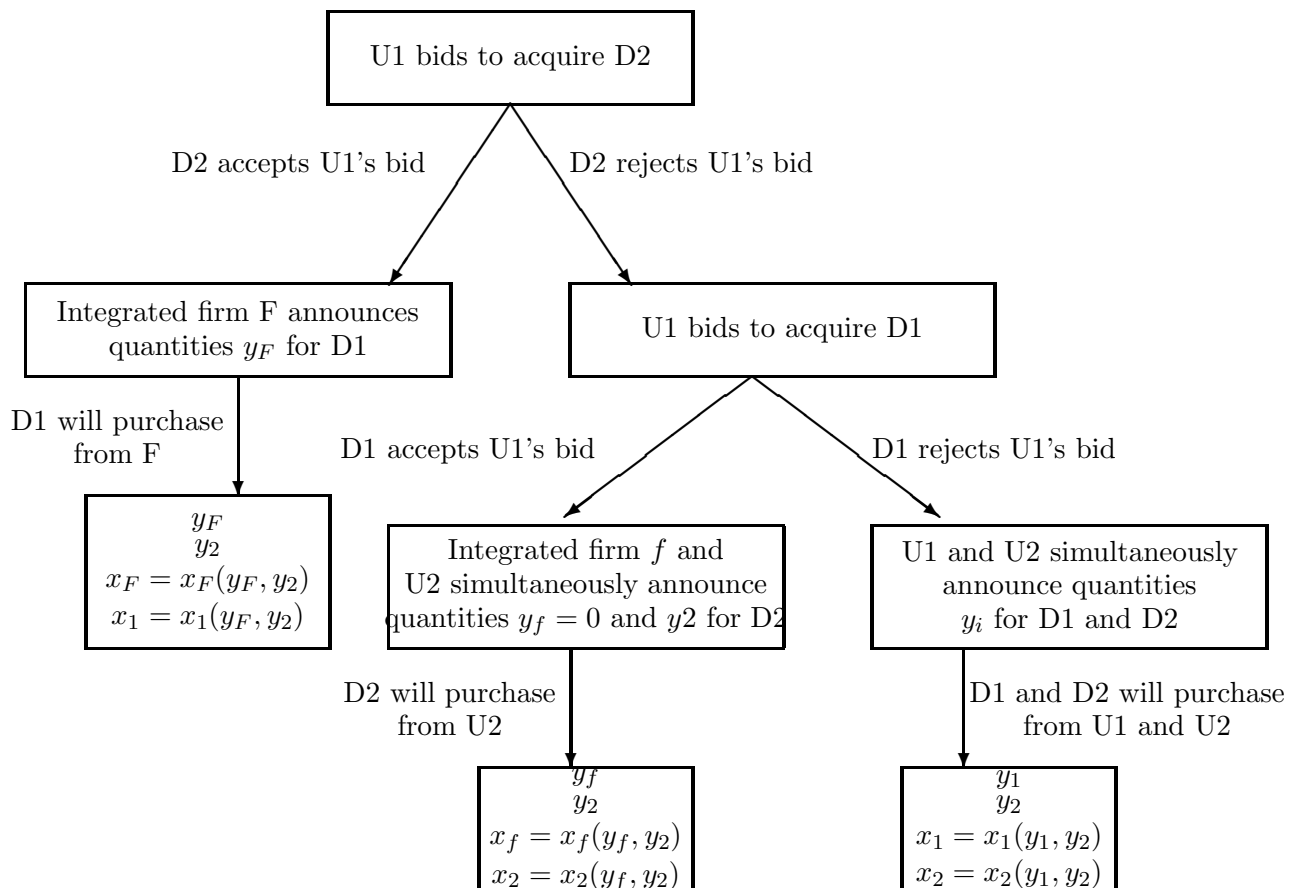 U1 bids to acquire D2
D2 accepts U1's bid
D2 rejects U1's bid
Integrated firm F announces
quantities y_F for D1
U1 bids to acquire D1
D1 will purchase
from F
D1 accepts U1's bid
D1 rejects U1's bid
y_F
y_2
x_F = x_F(y_F, y_2)
x_1 = x_1(y_F, y_2)
Integrated firm f and
U2 simultaneously announce
quantities y_f = 0 and y2 for D2
U1 and U2 simultaneously
announce quantities
y_i for D1 and D2
D2 will purchase
from U2
D1 and D2 will purchase
from U1 and U2
y_f
y_2
x_f = x_f(y_f, y_2)
x_2 = x_2(y_f, y_2)
y_1
y_2
x_1 = x_1(y_1, y_2)
x_2 = x_2(y_1, y_2)